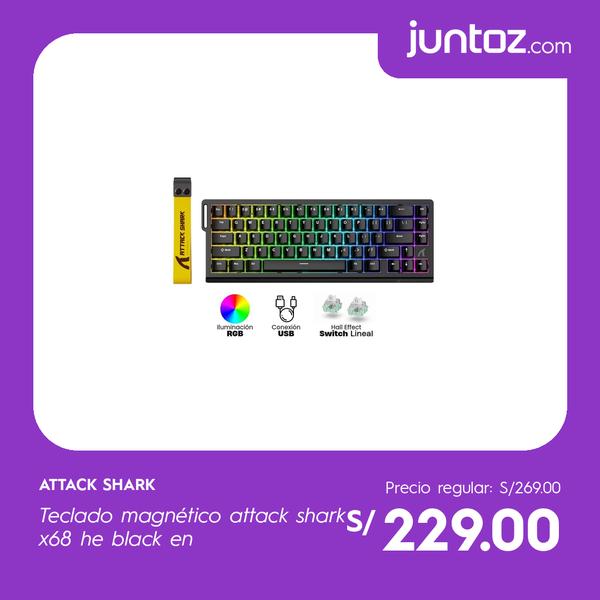 juntoz.com
ATTACK SHARK
Iluminación
RGB
Conexión
USB
Hall Effect
Switch Lineal
ATTACK SHARK
Precio regular: S/269.00
Teclado magnético attack shark
x68 he black en
S/ 229.00